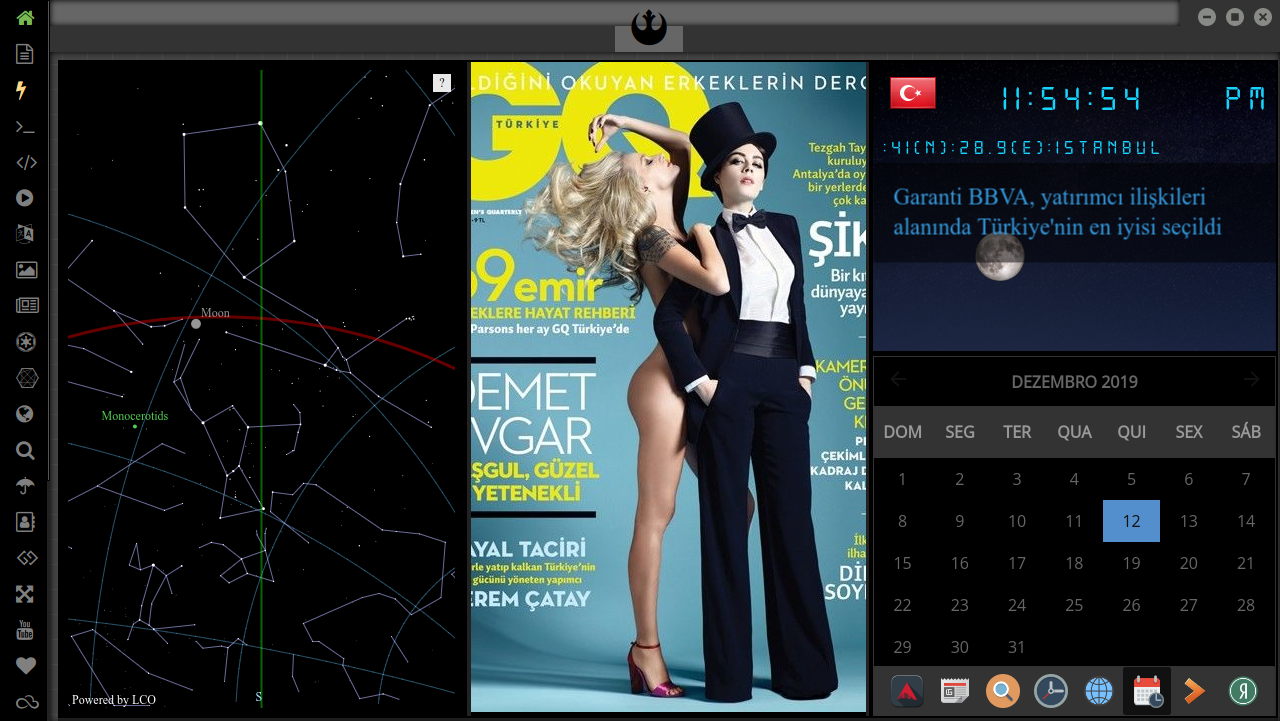 ?
Moon
Monocerotids
S
Powered by LCO
LDİĞİNİ OKUYAN ERKEKLERİN DERG
GQ
TÜRKİYE
EN'S QUARTERLY
Tezgah Tay
kuruluy
Antalya'da oy
bir yerlerde
çok ka
ŞİK
Bir kı
dünyaya
yayı
9emir
EKLERE HAYAT REHBERİ
Parsons her ay GQ Türkiye'de
DEMET
VGAR
ŞGUL, GÜZEL
YETENEKLİ
KAMER
ÖNÜ
GE
K
PE
ÇEKİML
KADRAJ D
KAL
AYAL TACİRİ
erle yatıp kalkan Türkiye'nin
gücünü yöneten yapımcı
EREM ÇATAY
İlk
ilha
Dİ
SOY
11:54:54 PM
:41(N):28.9(E):ISTANBUL
Garanti BBVA, yatırımcı ilişkileri
alanında Türkiye'nin en iyisi seçildi
DEZEMBRO 2019
DOM SEG TER QUA QUI SEX SÁB
1 2 3 4 5 6 7
8 9 10 11 12 13 14
15 16 17 18 19 20 21
22 23 24 25 26 27 28
29 30 31
You
Tube
Я